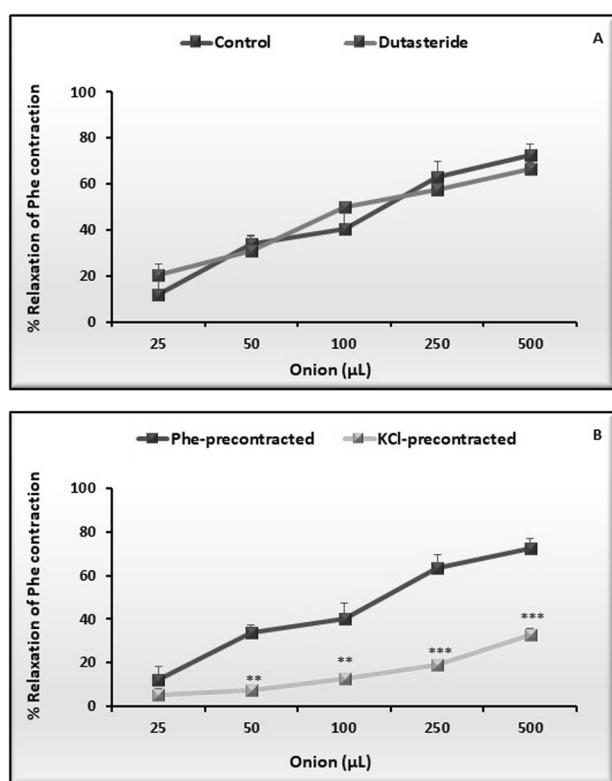 Control Dutasteride A
% Relaxation of Phe contraction
100
80
60
40
20
0
25 50 100 250 500
Onion (µL)
Phe-precontracted KCl-precontracted B
% Relaxation of Phe contraction
100
80
60
40
20
0
** ** *** ***
25 50 100 250 500
Onion (µL)